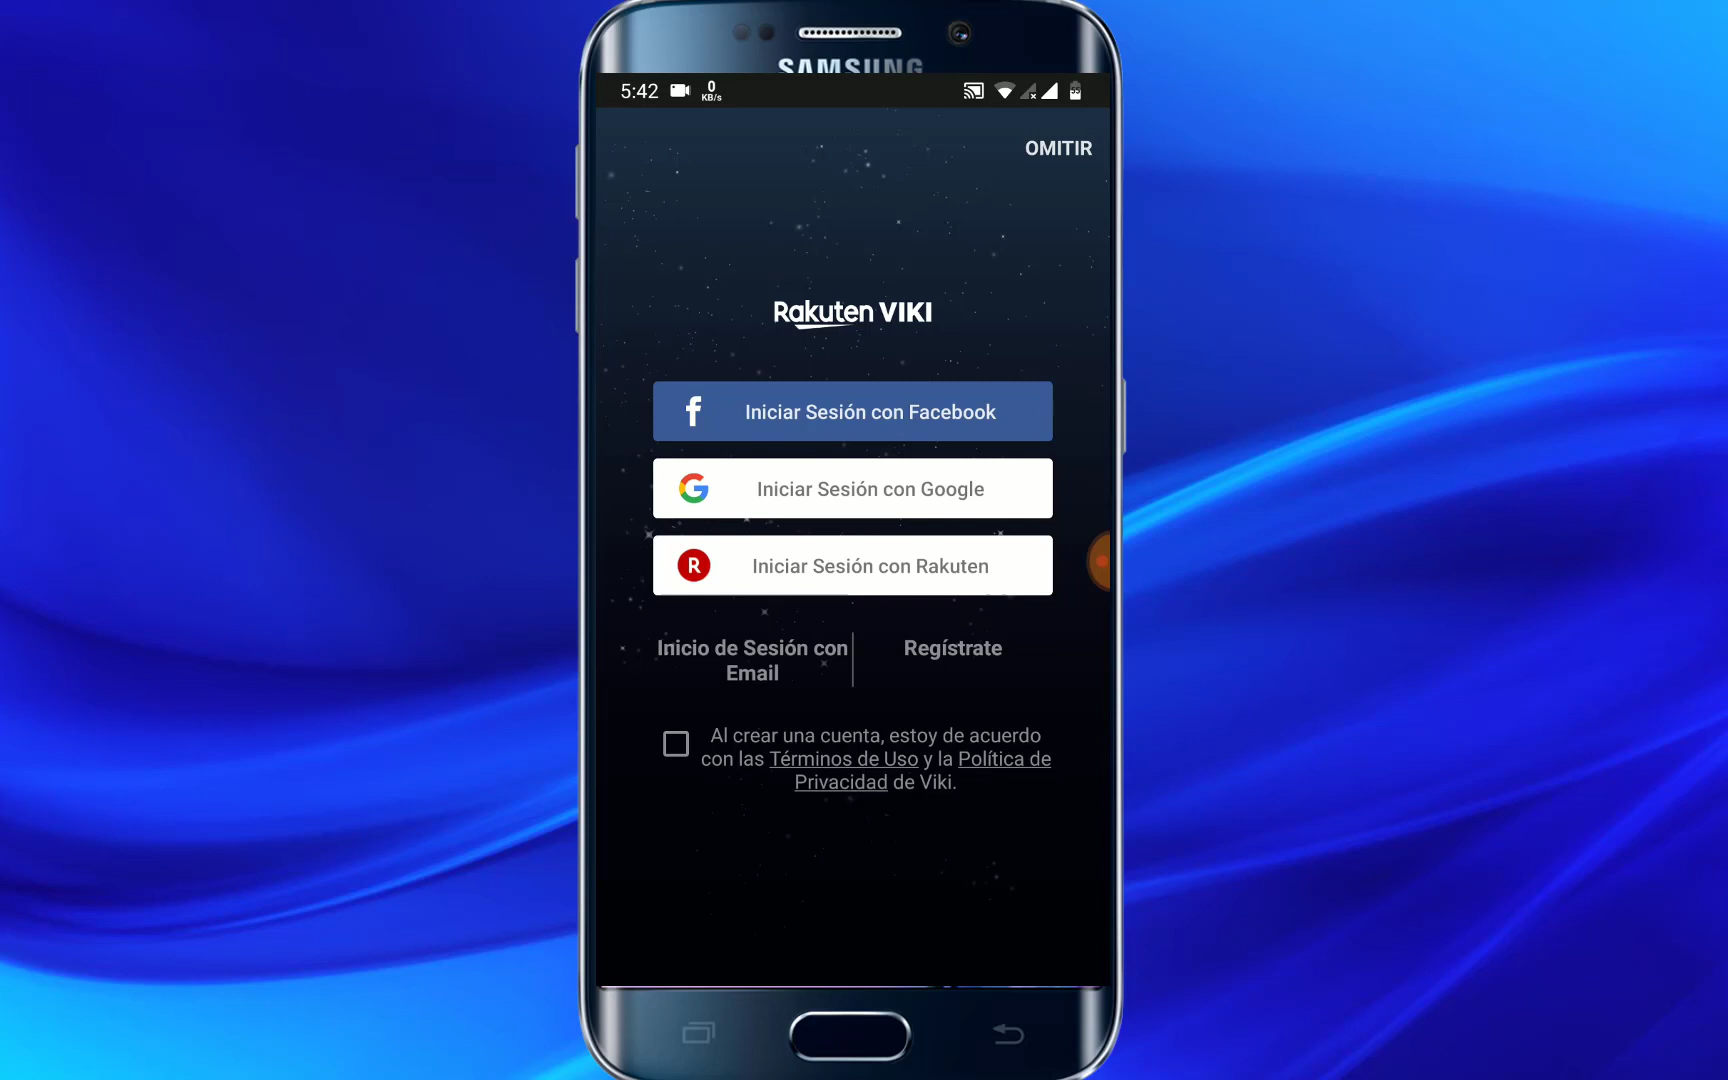 SAMSUNG
5:42 0
KB/s
OMITIR
Rakuten VIKI
Iniciar Sesión con Facebook
Iniciar Sesión con Google
R Iniciar Sesión con Rakuten
Inicio de Sesión con
Email
Regístrate
Al crear una cuenta, estoy de acuerdo
con las Términos de Uso y la Política de
Privacidad de Viki.